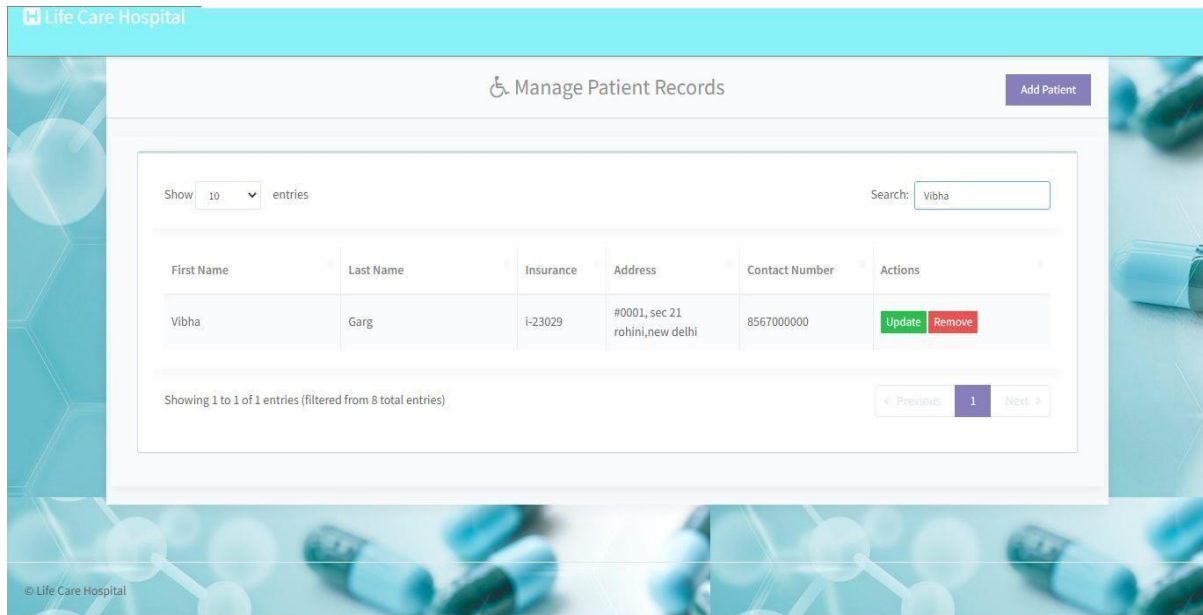 H Life Care Hospital
Manage Patient Records
Add Patient
Show 10 entries
Search: Vibha
First Name Last Name Insurance Address Contact Number Actions
Vibha Garg i-23029 #0001, sec 21 8567000000 Update Remove
rohini,new delhi
Showing 1 to 1 of 1 entries (filtered from 8 total entries)
< Previous 1 Next >
© Life Care Hospital